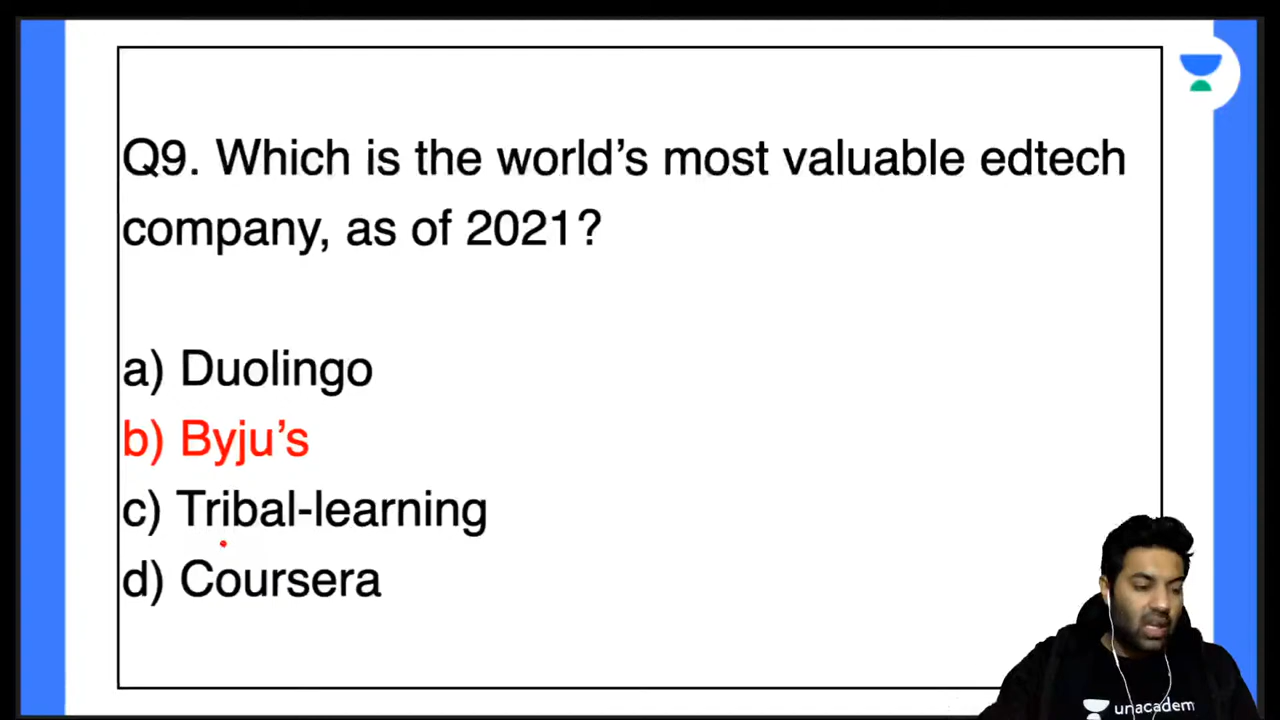 Q9. Which is the world’s most valuable edtech
company, as of 2021?
a) Duolingo
b) Byju’s
c) Tribal-learning
d) Coursera
unacadem